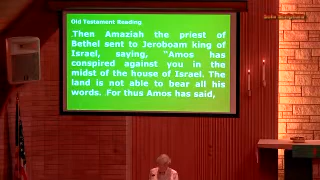 Old Testament Reading
.Then Amaziah the priest of
Bethel sent to Jeroboam king of
Israel, saying, “Amos has
conspired against you in the
midst of the house of Israel. The
land is not able to bear all his
words. .For thus Amos has said,